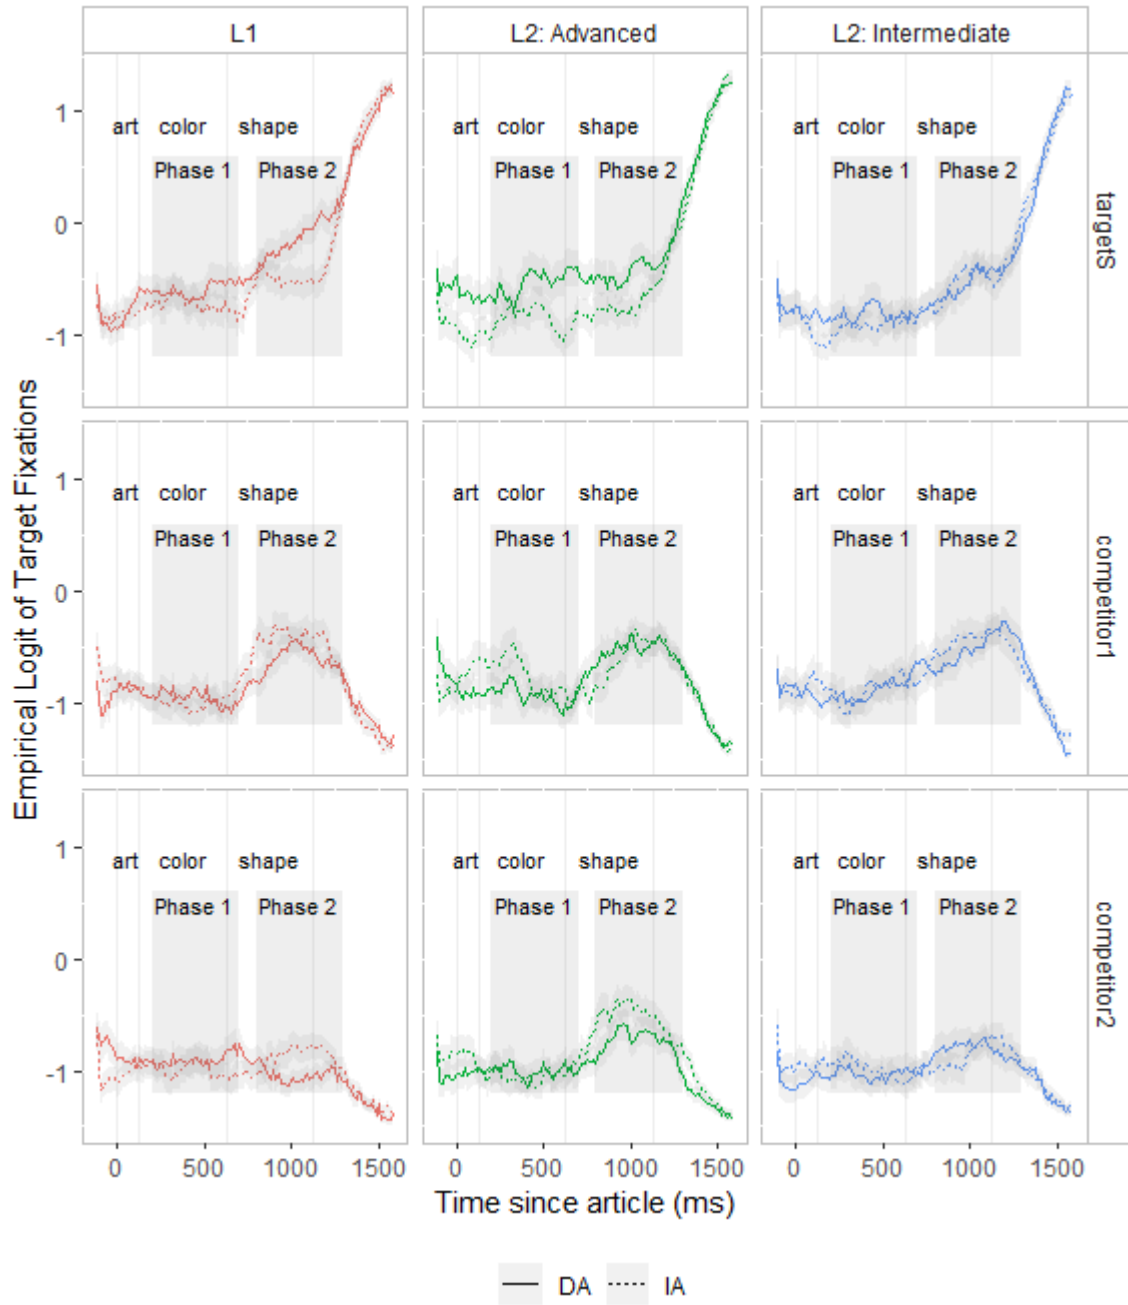 L1 L2: Advanced L2: Intermediate
1 art color shape art color shape art color shape
Phase 1 Phase 2 Phase 1 Phase 2 Phase 1 Phase 2
0
-1
targetS
Empirical Logit of Target Fixations
1 art color shape art color shape art color shape
Phase 1 Phase 2 Phase 1 Phase 2 Phase 1 Phase 2
0
-1
competitor1
1 art color shape art color shape art color shape
Phase 1 Phase 2 Phase 1 Phase 2 Phase 1 Phase 2
0
-1
competitor2
0 500 1000 1500 0 500 1000 1500 0 500 1000 1500
Time since article (ms)
DA IA